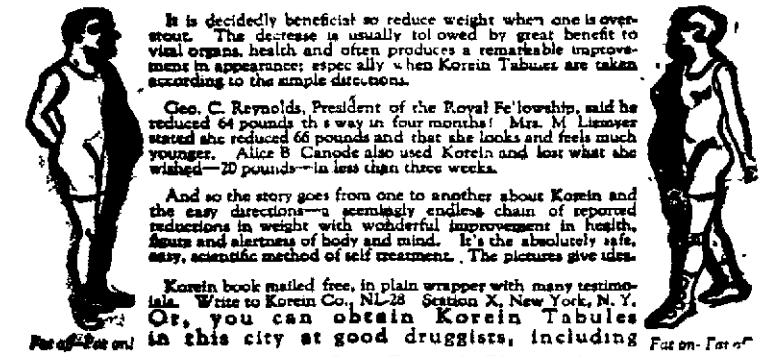 It is decidedly beneficial to reduce weight when one is over-
stout. The decrease is usually followed by great benefit to
vital organs, health and often produces a remarkable improve-
ment in appearance; especially when Korein Tabules are taken
according to the simple directions.
Geo. C. Reynolds, President of the Royal Fellowship, said he
reduced 64 pounds this way in four months! Mrs. M
stated she reduced 66 pounds and that she looks and feels much
younger. Alice B Canode also used Korein and lost what she
wished—20 pounds—in less than three weeks.
And so the story goes from one to another about Korein and
the easy directions—a seemingly endless chain of reported
reductions in weight with wonderful improvement in health,
figure and alertness of body and mind. It's the absolutely safe,
easy, scientific method of self treatment. The pictures give idea.
Korein book mailed free, in plain wrapper with many testimo-
ials. Write to Korein Co., NL-28 Station X, New York, N. Y.
Or, you can obtain Korein Tabules
in this city at good druggists, including
Fat off-Fat on!
Fat on- Fat off